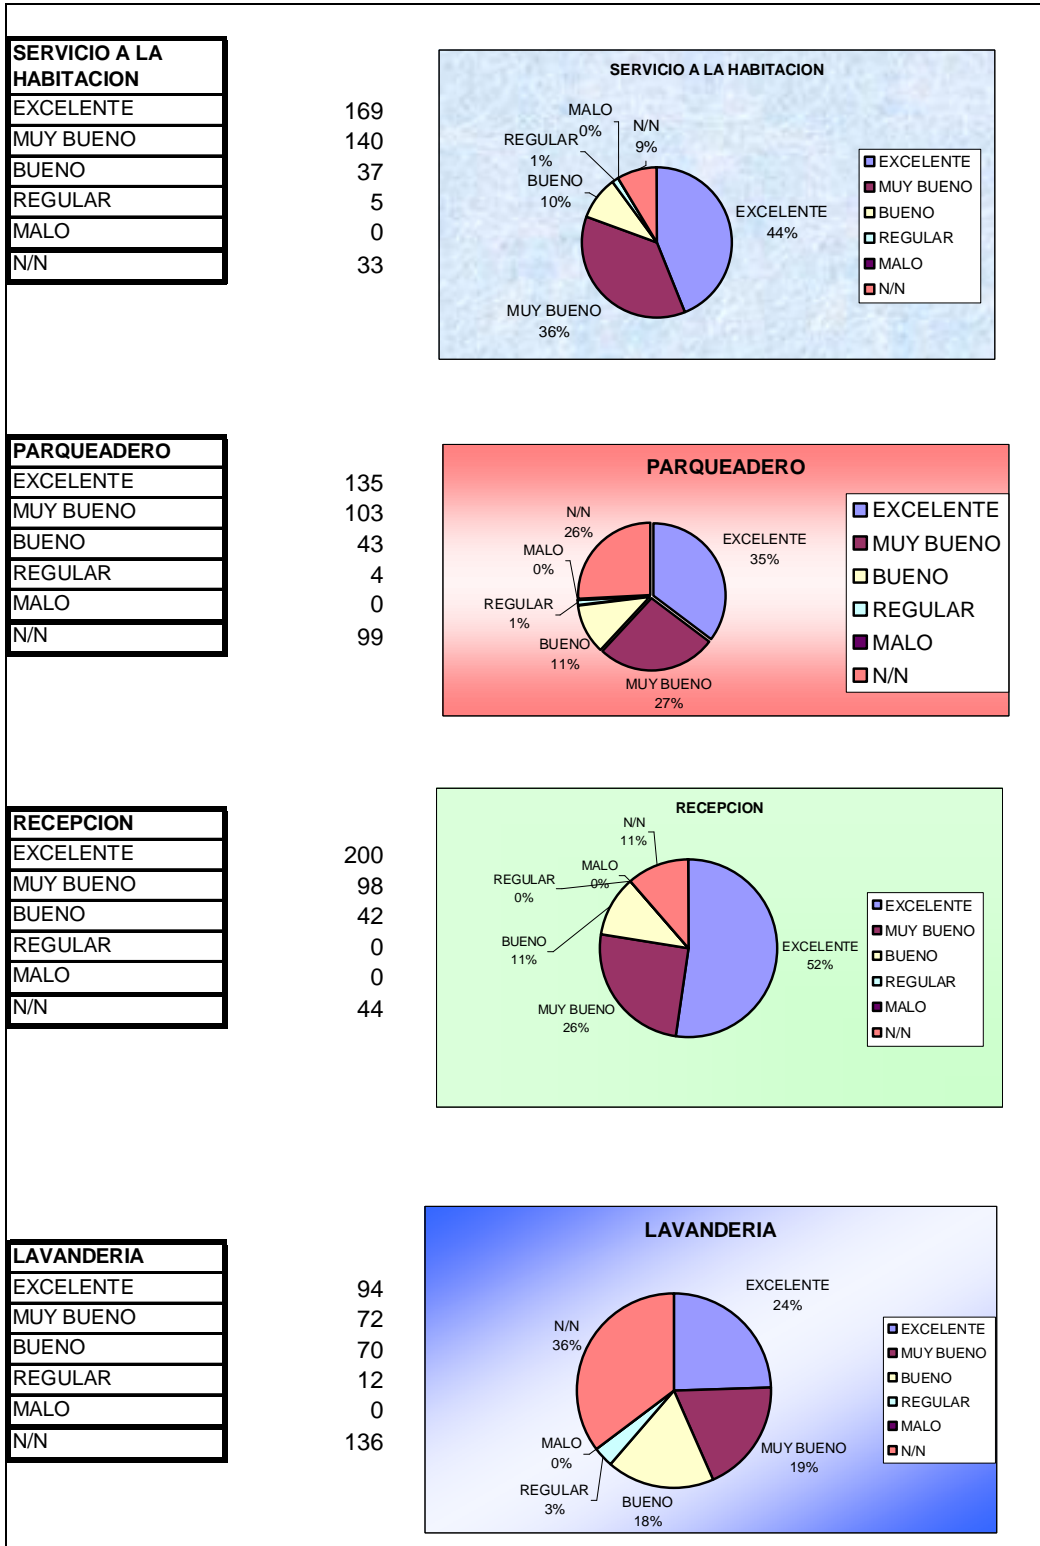 SERVICIO A LA
HABITACION
EXCELENTE 169
MUY BUENO 140
BUENO 37
REGULAR 5
MALO 0
N/N 33
SERVICIO A LA HABITACION
MALO
0%
N/N
9%
REGULAR
1%
BUENO
10%
EXCELENTE
44%
MUY BUENO
36%
EXCELENTE
MUY BUENO
BUENO
REGULAR
MALO
N/N
PARQUEADERO
EXCELENTE 135
MUY BUENO 103
BUENO 43
REGULAR 4
MALO 0
N/N 99
PARQUEADERO
N/N
26%
EXCELENTE
35%
MALO
0%
REGULAR
1%
BUENO
11%
MUY BUENO
27%
EXCELENTE
MUY BUENO
BUENO
REGULAR
MALO
N/N
RECEPCION
EXCELENTE 200
MUY BUENO 98
BUENO 42
REGULAR 0
MALO 0
N/N 44
RECEPCION
N/N
11%
MALO
0%
REGULAR
0%
BUENO
11%
EXCELENTE
52%
MUY BUENO
26%
EXCELENTE
MUY BUENO
BUENO
REGULAR
MALO
N/N
LAVANDERIA
EXCELENTE 94
MUY BUENO 72
BUENO 70
REGULAR 12
MALO 0
N/N 136
LAVANDERIA
EXCELENTE
24%
N/N
36%
MALO
0%
MUY BUENO
19%
REGULAR
3%
BUENO
18%
EXCELENTE
MUY BUENO
BUENO
REGULAR
MALO
N/N